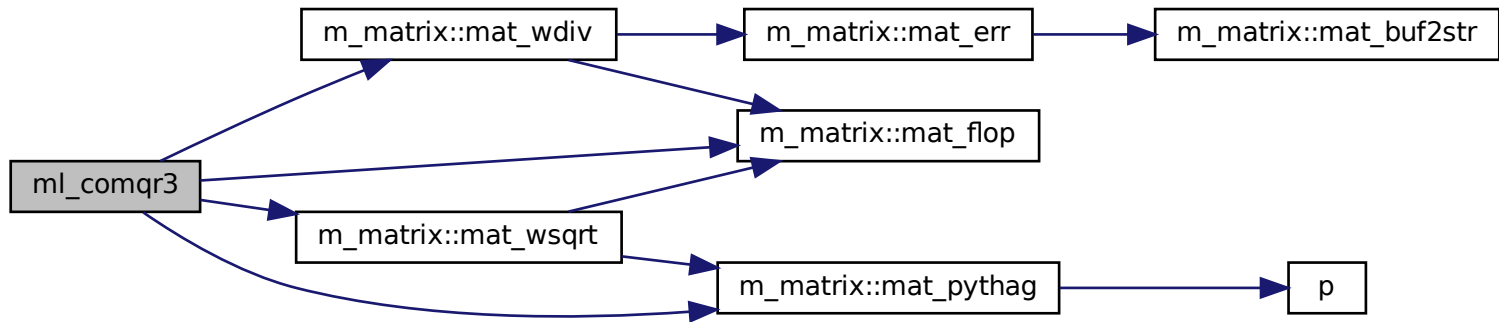 m_matrix::mat_wdiv
m_matrix::mat_err
m_matrix::mat_buf2str
m_matrix::mat_flop
ml_comqr3
m_matrix::mat_wsqrt
m_matrix::mat_pythag
p